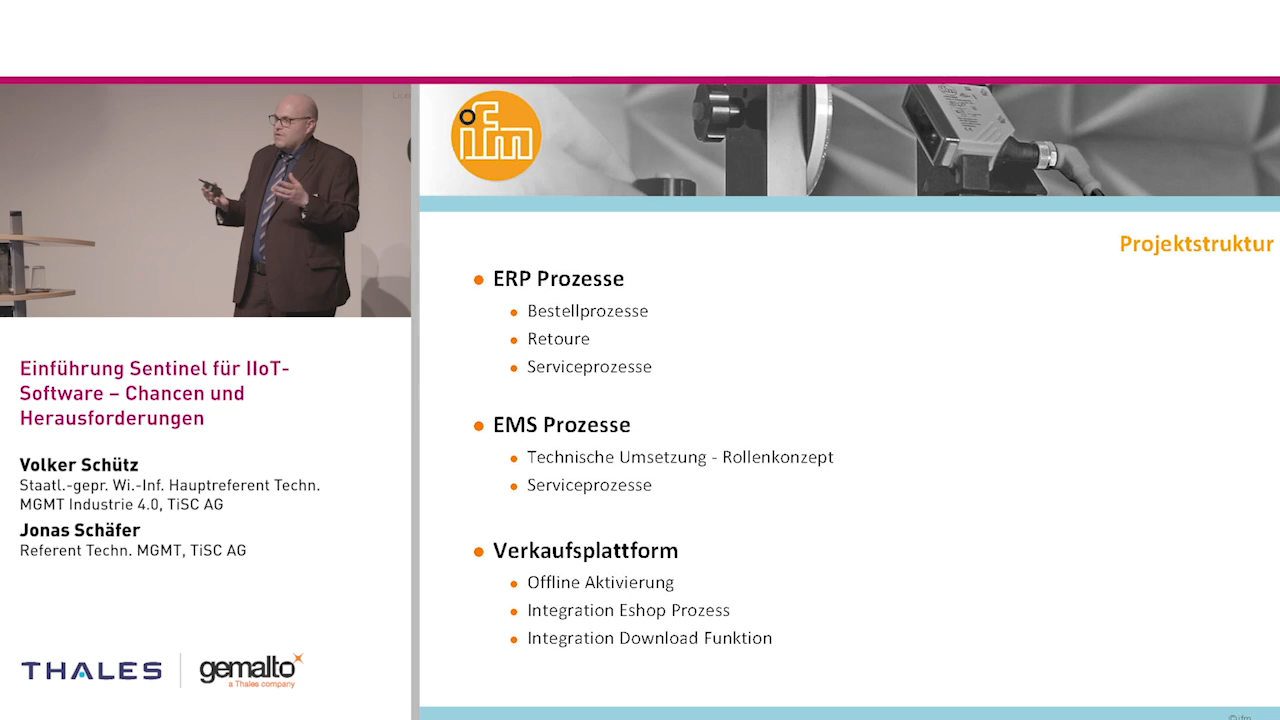 ifm
Projektstruktur
ERP Prozesse
Bestellprozesse
Retoure
Serviceprozesse
EMS Prozesse
Technische Umsetzung - Rollenkonzept
Serviceprozesse
Verkaufsplattform
Offline Aktivierung
Integration Eshop Prozess
Integration Download Funktion
©ifm
Einführung Sentinel für IIoT-
Software – Chancen und
Herausforderungen
Volker Schütz
Staatl.-gepr. Wi.-Inf. Hauptreferent Techn.
MGMT Industrie 4.0, TiSC AG
Jonas Schäfer
Referent Techn. MGMT, TiSC AG
THALES
gemalto
a Thales company